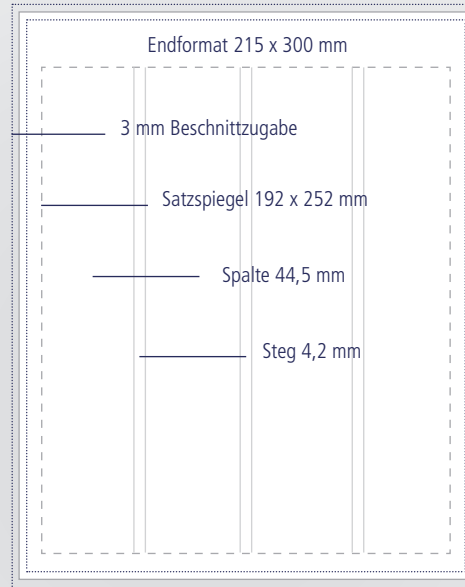 Endformat 215 x 300 mm
3 mm Beschnittzugabe
Satzspiegel 192 x 252 mm
Spalte 44,5 mm
Steg 4,2 mm